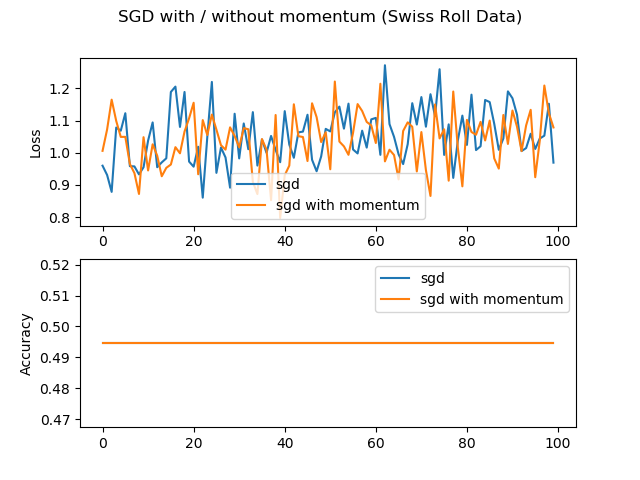 SGD with / without momentum (Swiss Roll Data)
Loss
1.2
1.1
1.0
0.9
0.8
sgd
sgd with momentum
0 20 40 60 80 100
Accuracy
0.52
0.51
0.50
0.49
0.48
0.47
sgd
sgd with momentum
0 20 40 60 80 100